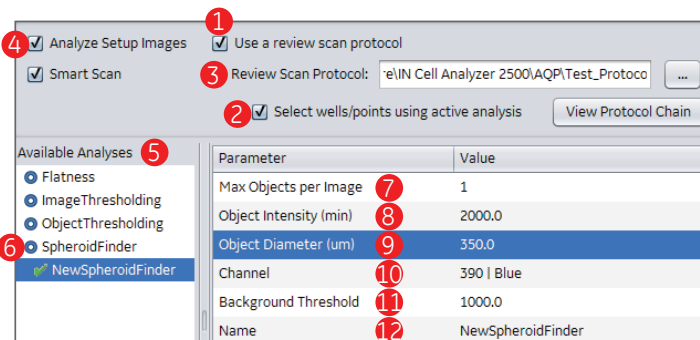 1
4 Analyze Setup Images Use a review scan protocol
Smart Scan 3 Review Scan Protocol: 're\IN Cell Analyzer 2500\AQP\Test_Protoco ...
2 Select wells/points using active analysis View Protocol Chain
Available Analyses 5
Flatness
ImageThresholding
ObjectThresholding
6 SpheroidFinder
NewSpheroidFinder
Parameter Value
Max Objects per Image 7 1
Object Intensity (min) 8 2000.0
Object Diameter (um) 9 350.0
Channel 10 390 | Blue
Background Threshold 11 1000.0
Name 12 NewSpheroidFinder